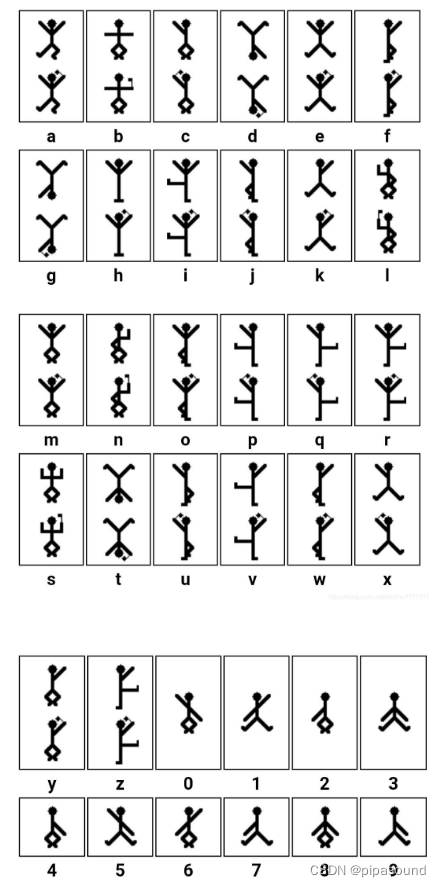 a b c d e f
g h i j k l
m n o p q r
s t u v w x
y z 0 1 2 3
4 5 6 7 8 9
CSDN @pipasound